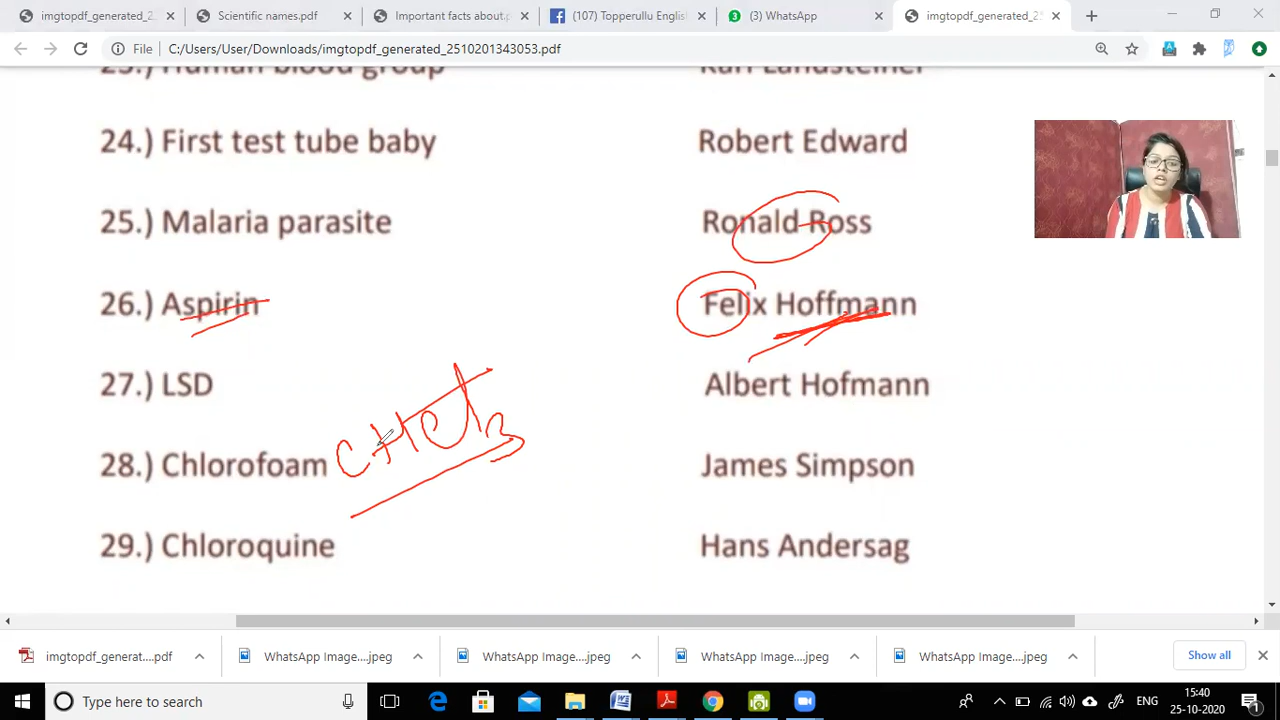 imgtopdf_generated_2
Scientific names.pdf
Important facts about.p
(107) Topperullu English
(3) WhatsApp
imgtopdf_generated_25
File
C:/Users/User/Downloads/imgtopdf_generated_2510201343053.pdf
24.) First test tube baby Robert Edward
25.) Malaria parasite Ronald Ross
26.) Aspirin Felix Hoffmann
27.) LSD Albert Hofmann
CHCl3
28.) Chlorofoam James Simpson
29.) Chloroquine Hans Andersag
imgtopdf_generat....pdf
WhatsApp Image....jpeg
WhatsApp Image....jpeg
WhatsApp Image....jpeg
WhatsApp Image....jpeg
Show all
Type here to search
ENG
15:40
25-10-2020